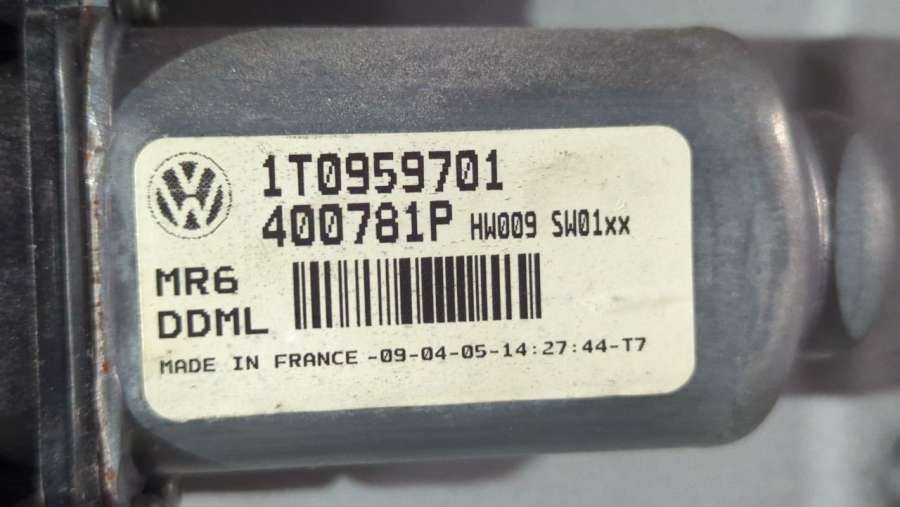 1T0959701
400781P HW009 SW01xx
MR6
DDML
MADE IN FRANCE -09-04-05-14:27:44-T7